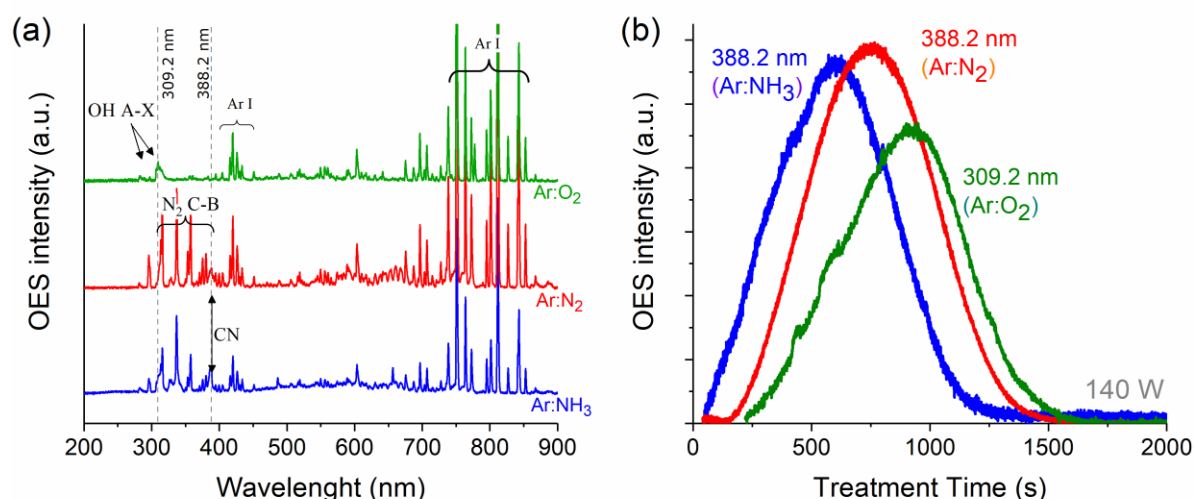 (a)
309.2 nm
388.2 nm
OH A-X
Ar I
Ar I
Ar:O2
N2 C-B
Ar:N2
CN
Ar:NH3
OES intensity (a.u.)
200 300 400 500 600 700 800 900
Wavelenght (nm)
(b)
388.2 nm
(Ar:NH3)
388.2 nm
(Ar:N2)
309.2 nm
(Ar:O2)
140 W
OES intensity (a.u.)
0 500 1000 1500 2000
Treatment Time (s)